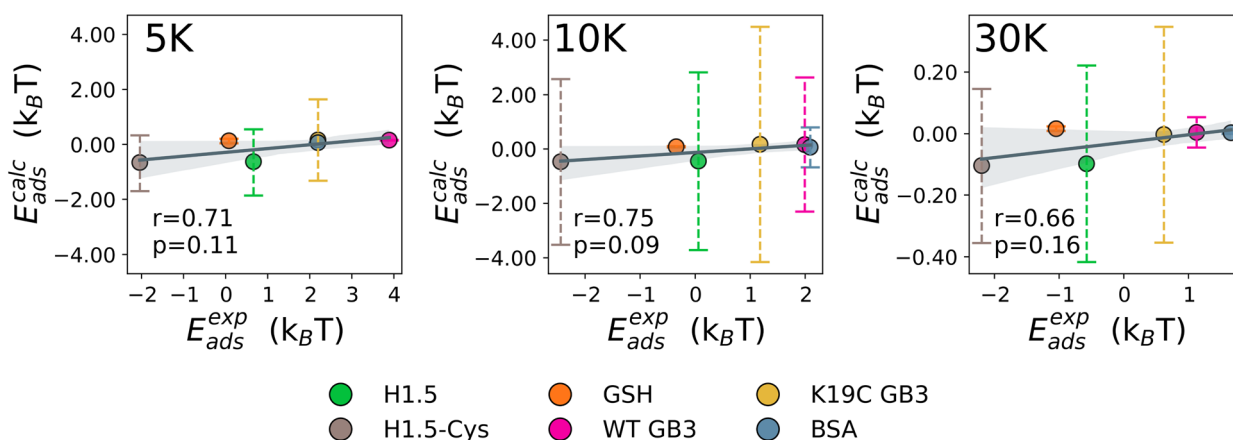 5K
4.00
2.00
0.00
−2.00
−4.00
E_ads^calc (k_BT)
r=0.71
p=0.11
−2 −1 0 1 2 3 4
E_ads^exp (k_BT)
10K
4.00
2.00
0.00
−2.00
−4.00
E_ads^calc (k_BT)
r=0.75
p=0.09
−2 −1 0 1 2
E_ads^exp (k_BT)
30K
0.20
0.00
−0.20
−0.40
E_ads^calc (k_BT)
r=0.66
p=0.16
−2 −1 0 1
E_ads^exp (k_BT)
H1.5 GSH K19C GB3
H1.5-Cys WT GB3 BSA